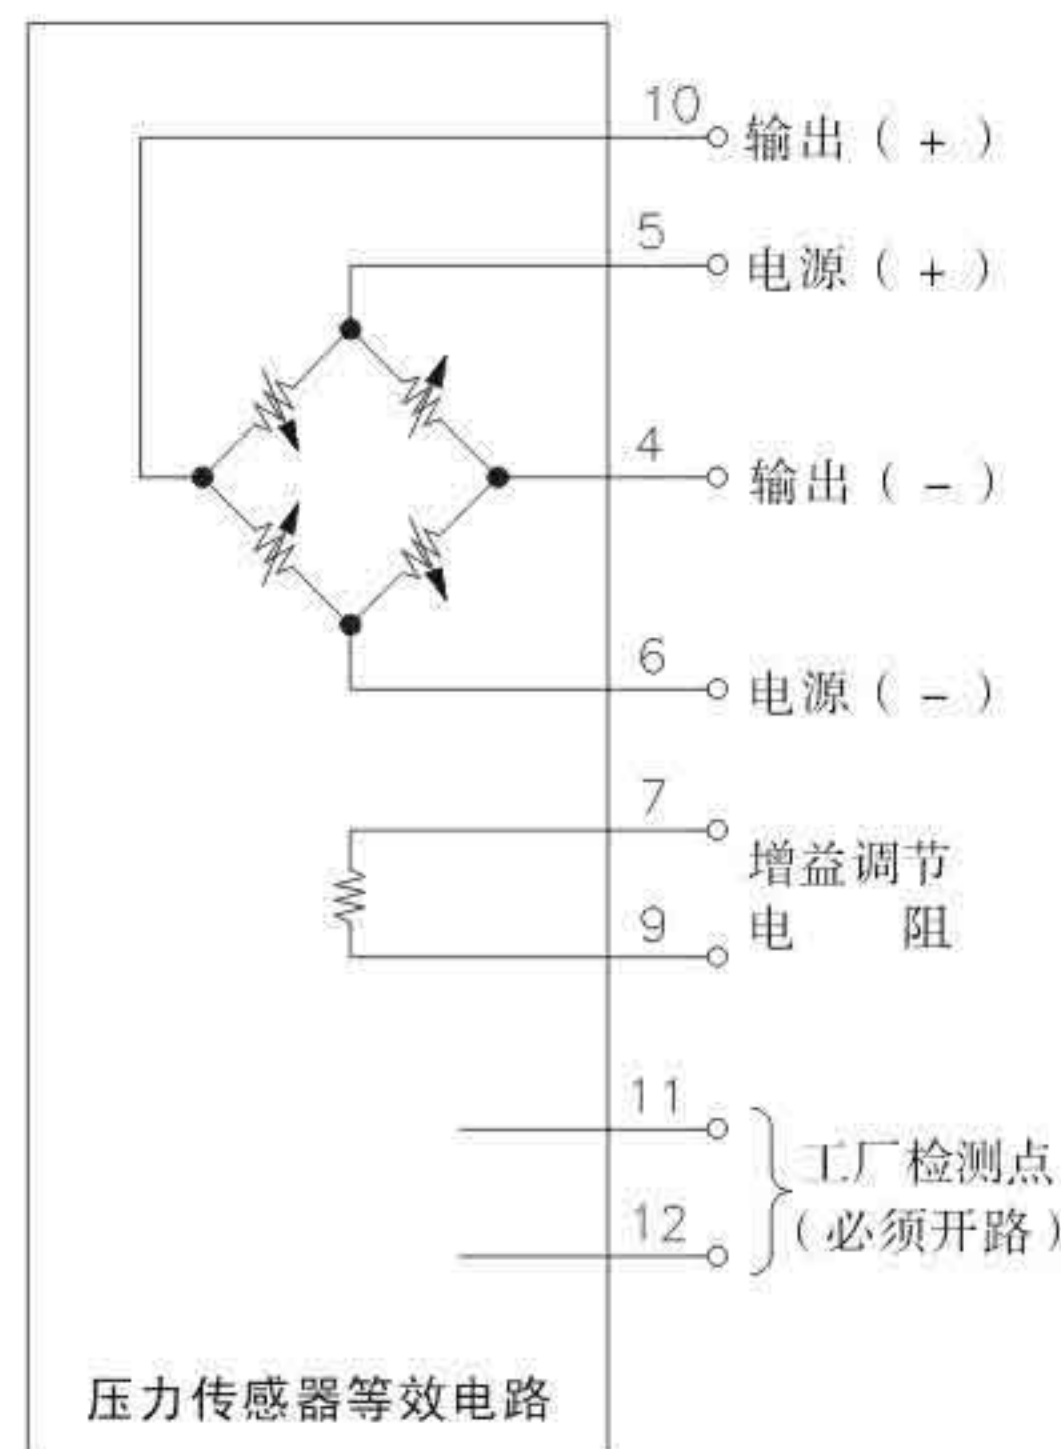 10 输出(+)
5 电源(+)
4 输出(-)
6 电源(-)
7
增益调节
9 电 阻
11
工厂检测点
12 (必须开路)
压力传感器等效电路